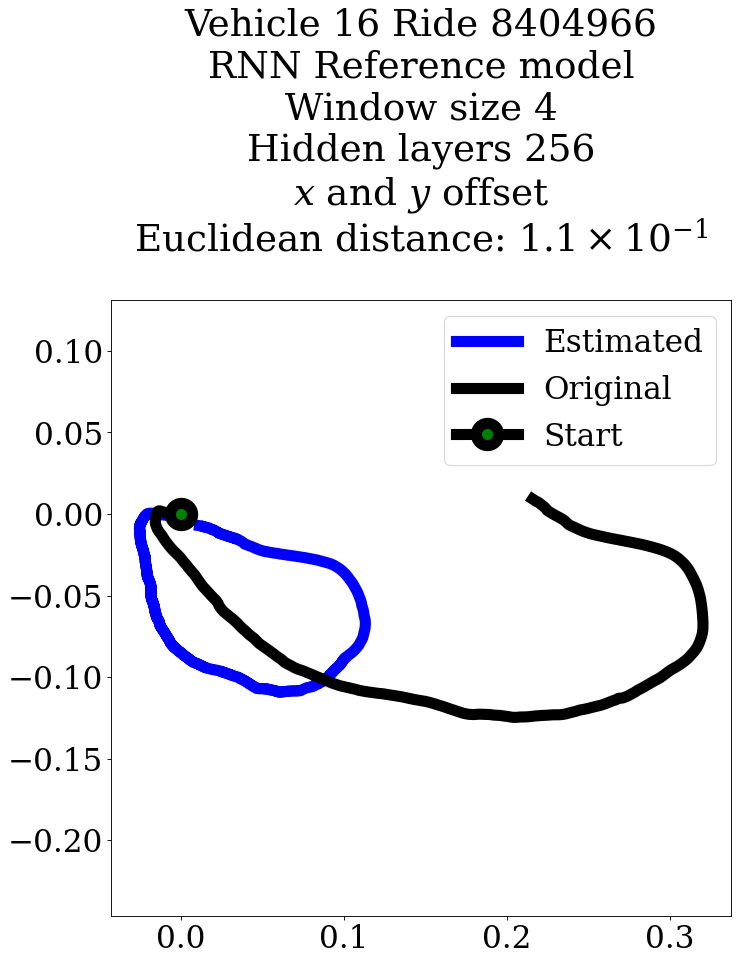 Vehicle 16 Ride 8404966
RNN Reference model
Window size 4
Hidden layers 256
x and y offset
Euclidean distance: 1.1 × 10⁻¹
Estimated
Original
Start
0.10
0.05
0.00
−0.05
−0.10
−0.15
−0.20
0.0 0.1 0.2 0.3